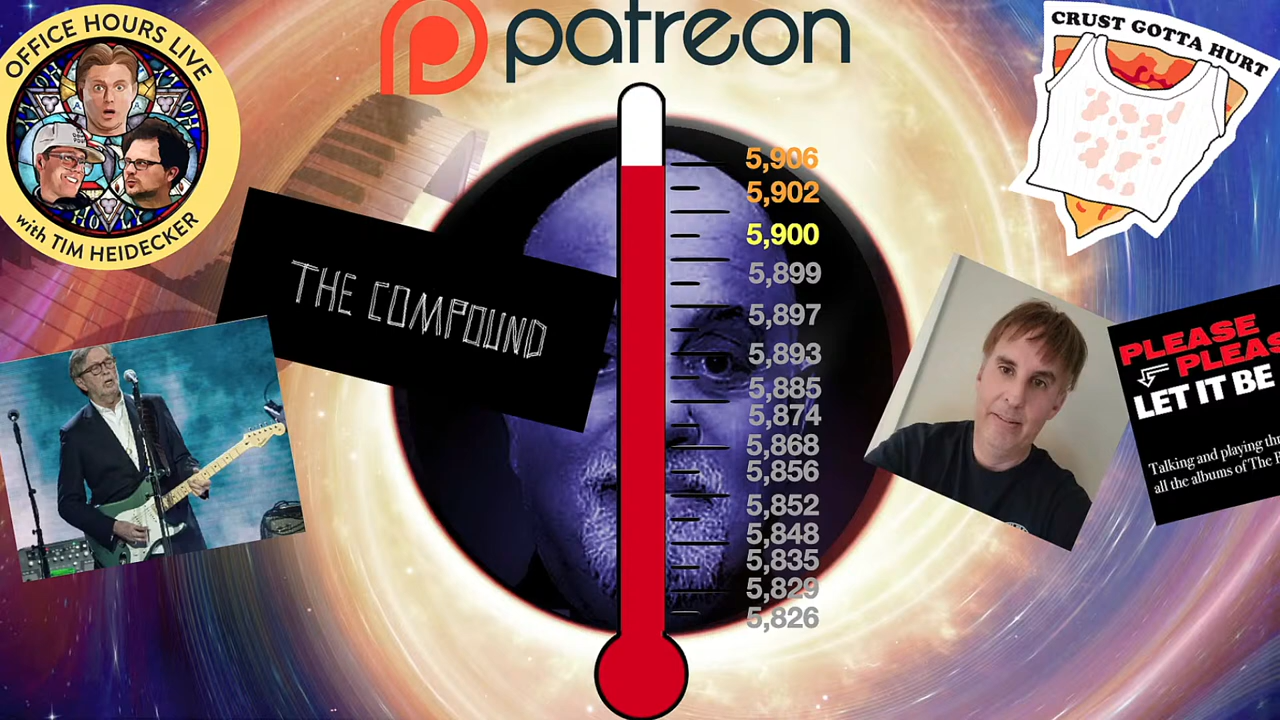 OFFICE HOURS LIVE
with TIM HEIDECKER
HO
LY
patreon
CRUST GOTTA HURT
THE COMPOUND
5,906
5,902
5,900
5,899
5,897
5,893
5,885
5,874
5,868
5,856
5,852
5,848
5,835
5,829
5,826
PLEASE
PLEAS
LET IT BE
Talking and playing
all the albums of The